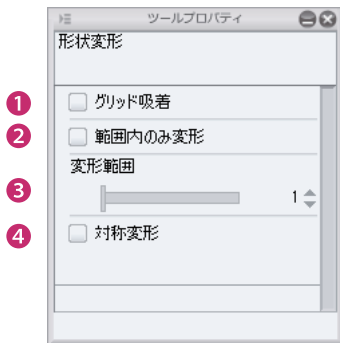 ツールプロパティ
形状変形
1 グリッド吸着
2 範囲内のみ変形
変形範囲
3 1
4 対称変形